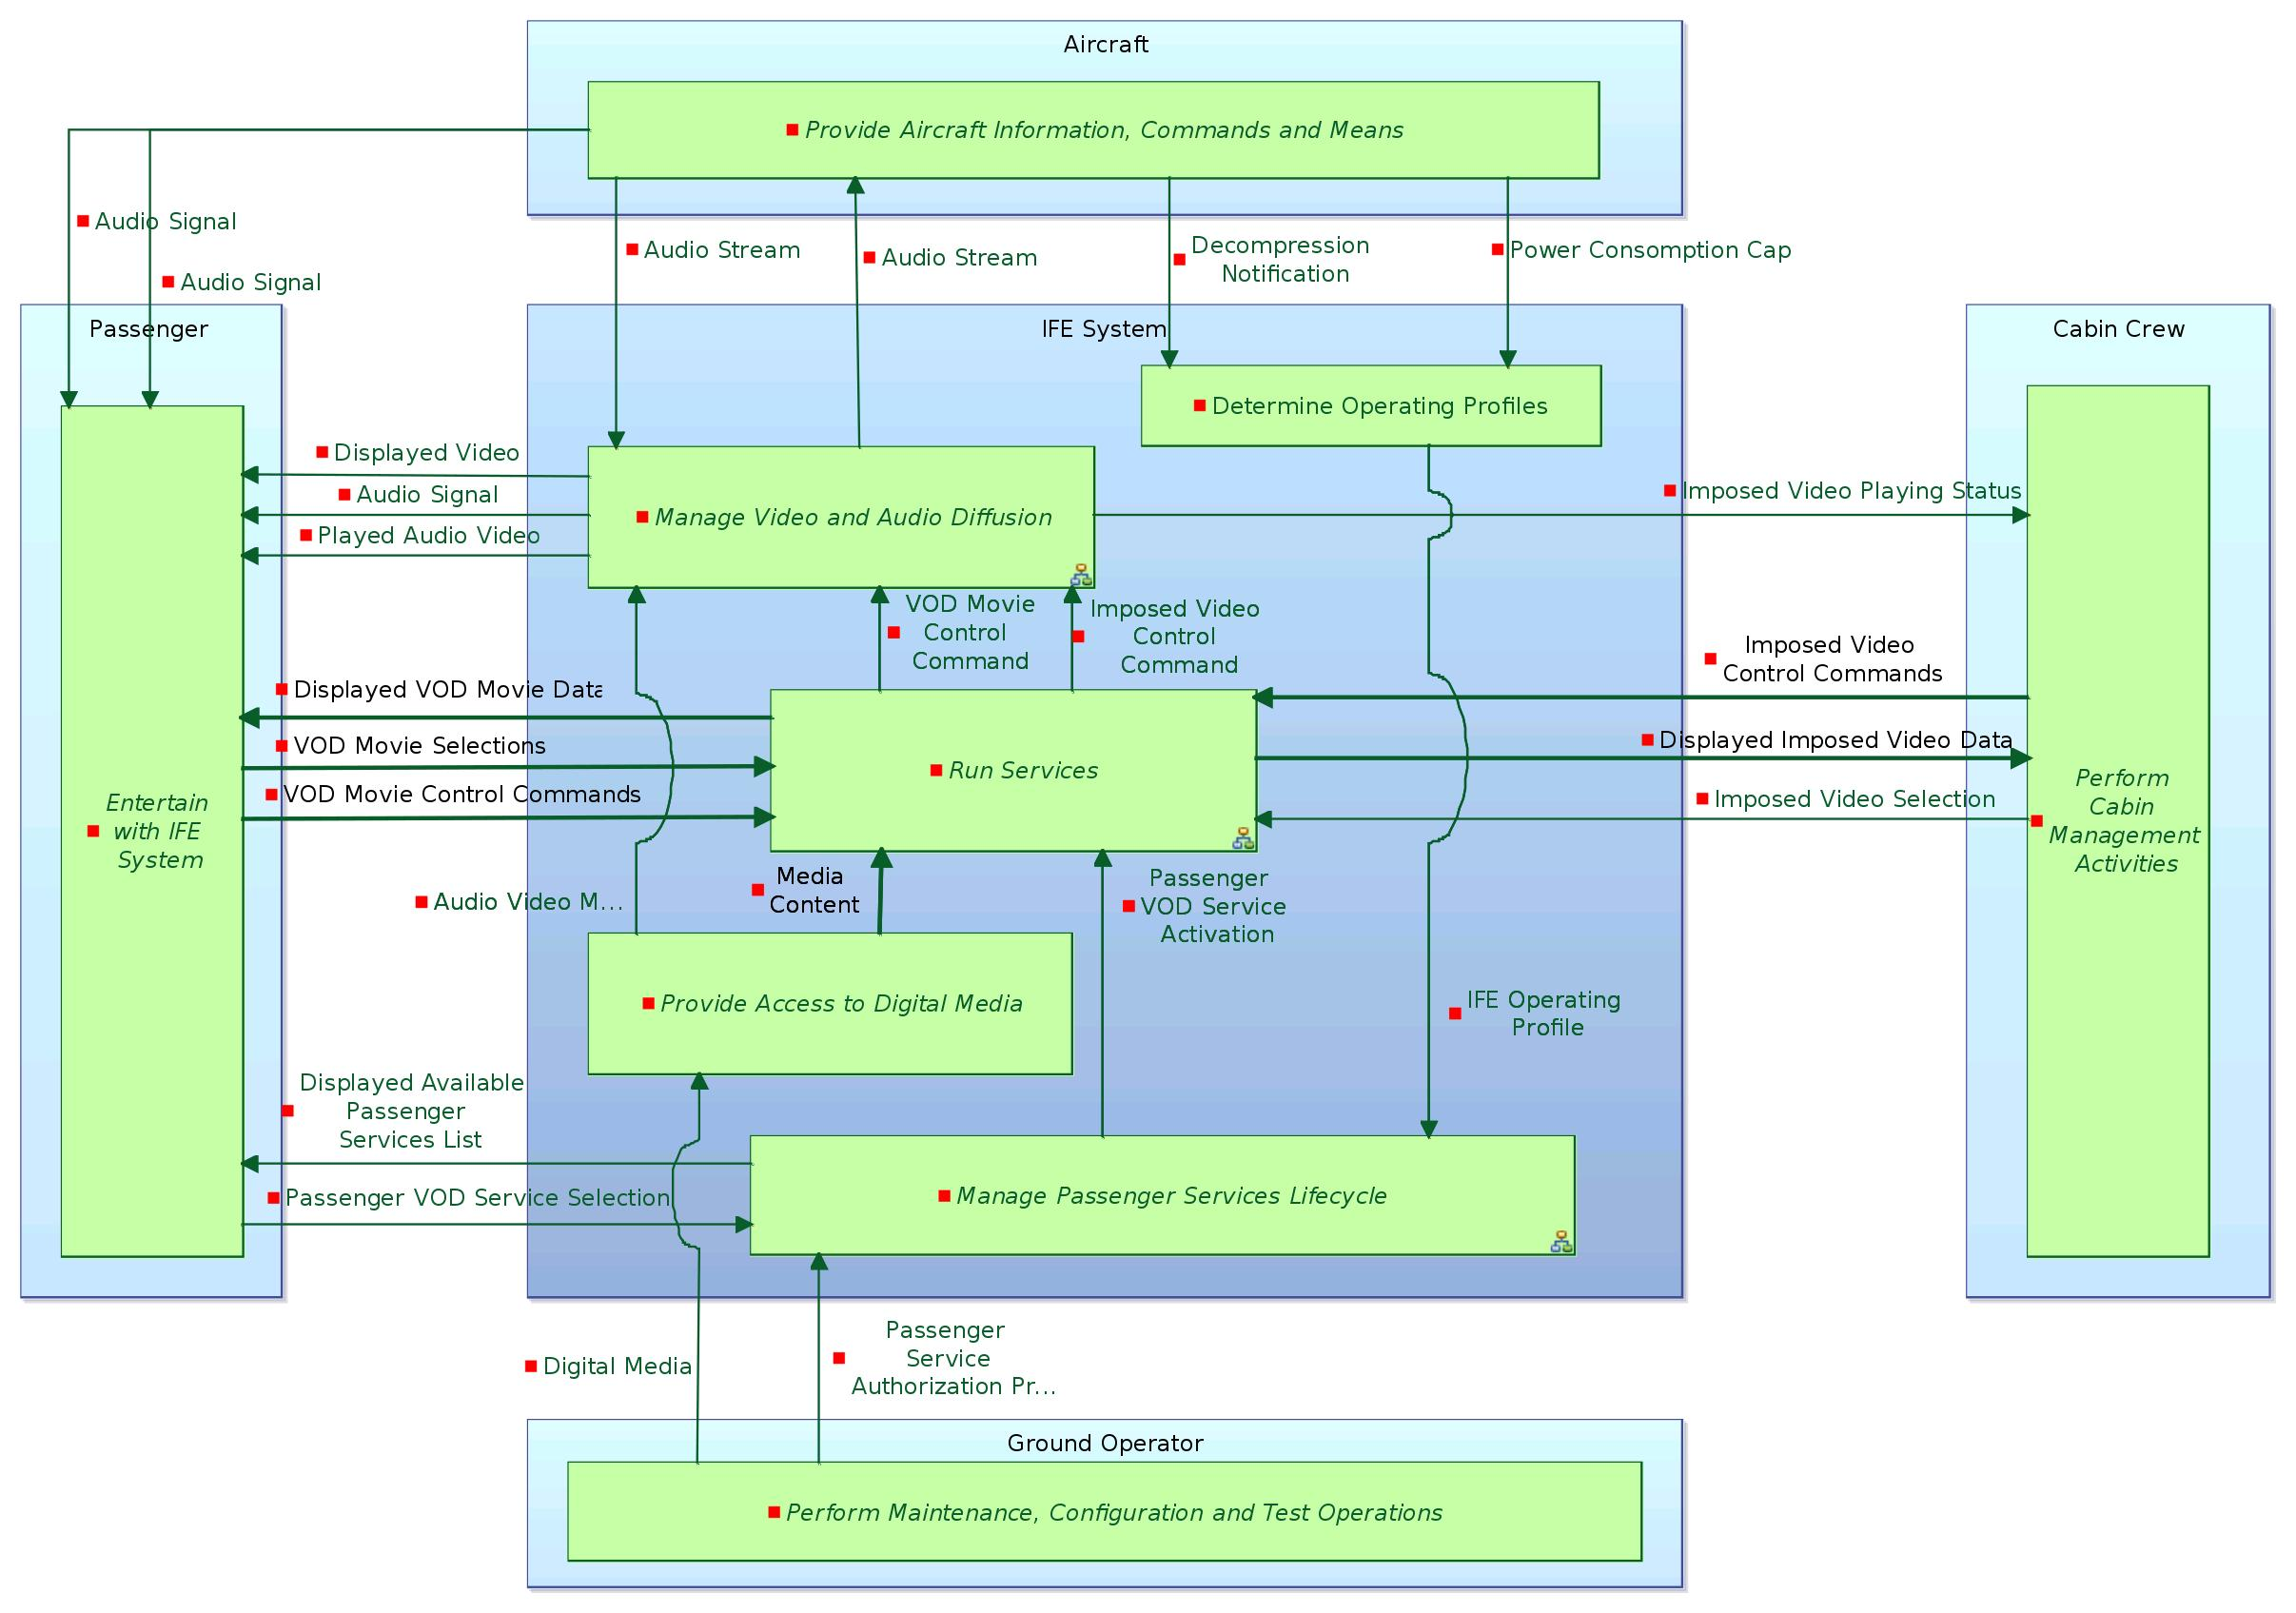 Aircraft
Provide Aircraft Information, Commands and Means
Audio Signal
Audio Signal
Audio Stream
Audio Stream
Decompression
Notification
Power Consomption Cap
Passenger
IFE System
Cabin Crew
Determine Operating Profiles
Displayed Video
Audio Signal
Played Audio Video
Manage Video and Audio Diffusion
Imposed Video Playing Status
VOD Movie
Control
Command
Imposed Video
Control
Command
Imposed Video
Control Commands
Displayed VOD Movie Data
VOD Movie Selections
VOD Movie Control Commands
Run Services
Displayed Imposed Video Data
Imposed Video Selection
Entertain
with IFE
System
Perform
Cabin
Management
Activities
Audio Video M...
Media
Content
Passenger
VOD Service
Activation
Provide Access to Digital Media
IFE Operating
Profile
Displayed Available
Passenger
Services List
Passenger VOD Service Selection
Manage Passenger Services Lifecycle
Digital Media
Passenger
Service
Authorization Pr...
Ground Operator
Perform Maintenance, Configuration and Test Operations